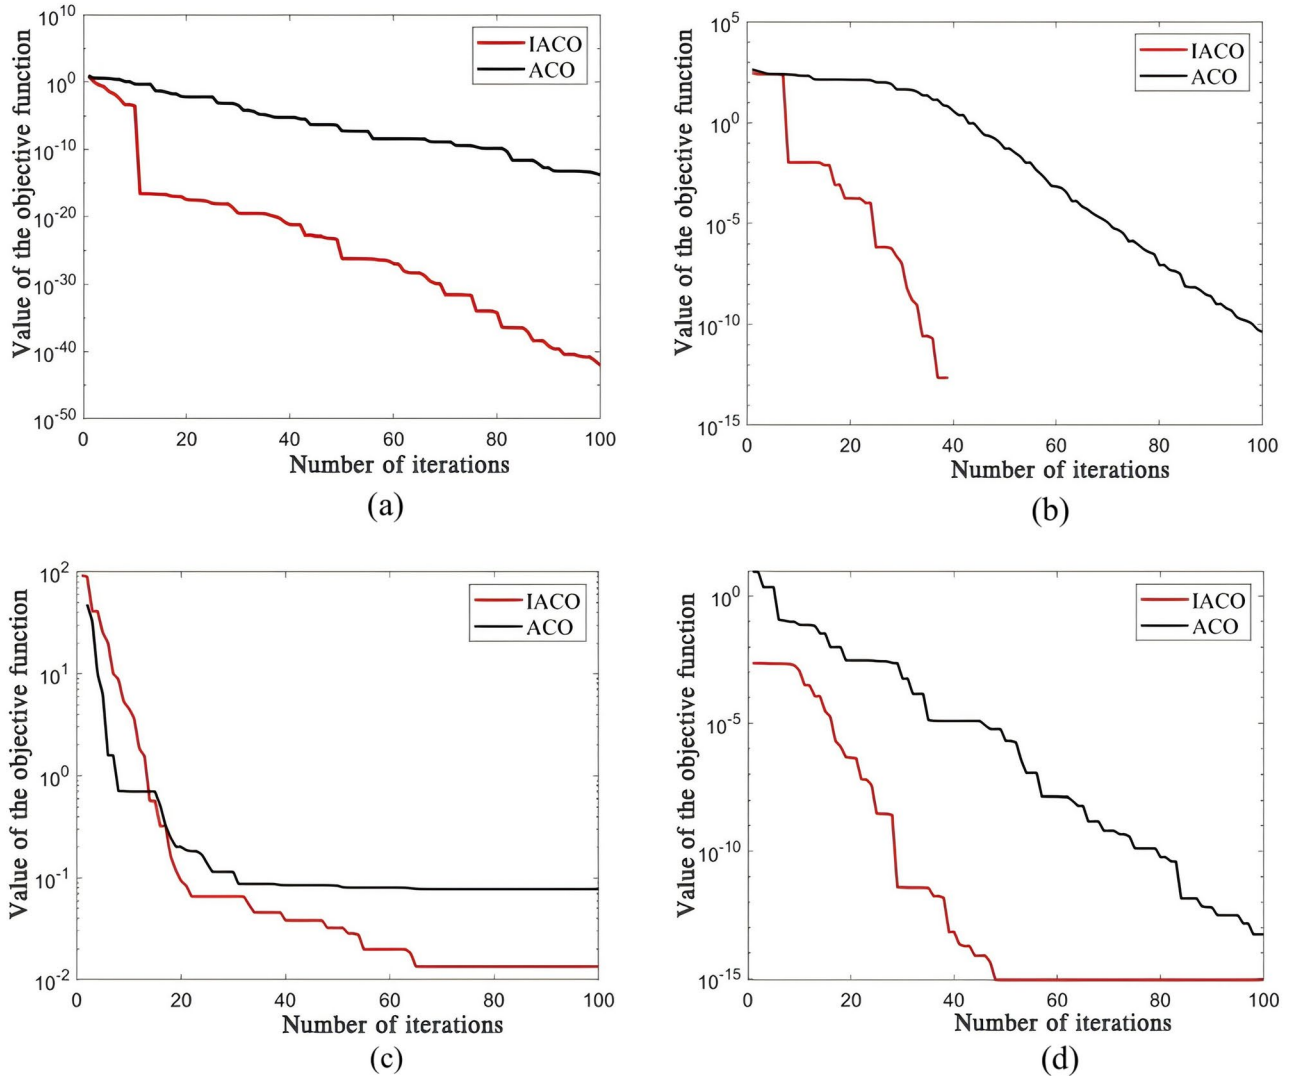 10^10
10^0
10^-10
10^-20
10^-30
10^-40
10^-50
Value of the objective function
IACO
ACO
0 20 40 60 80 100
Number of iterations
(a)
10^5
10^0
10^-5
10^-10
10^-15
Value of the objective function
IACO
ACO
0 20 40 60 80 100
Number of iterations
(b)
10^2
10^1
10^0
10^-1
10^-2
Value of the objective function
IACO
ACO
0 20 40 60 80 100
Number of iterations
(c)
10^0
10^-5
10^-10
10^-15
Value of the objective function
IACO
ACO
0 20 40 60 80 100
Number of iterations
(d)